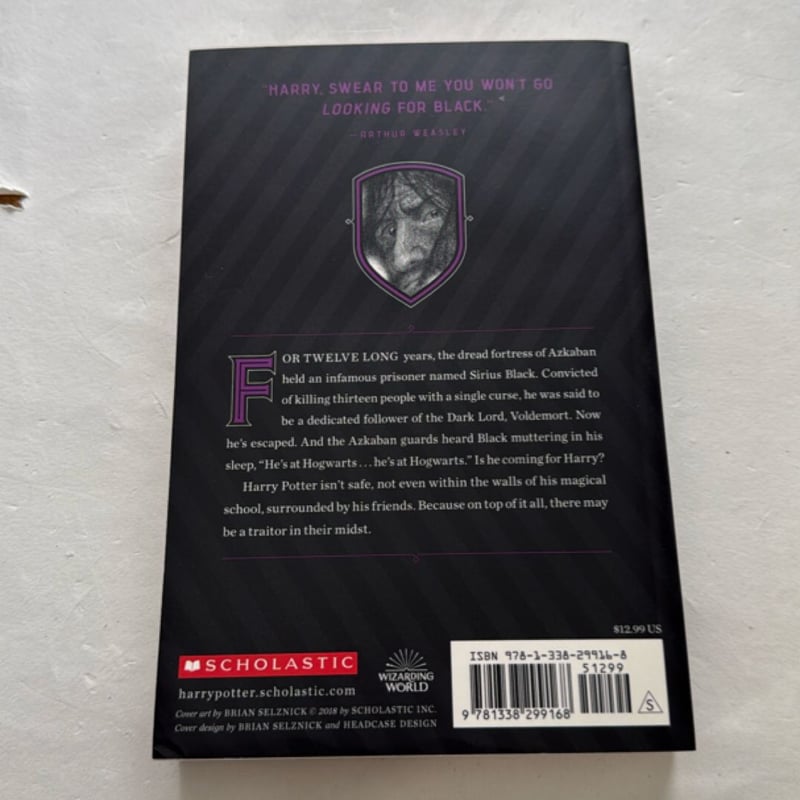 "HARRY, SWEAR TO ME YOU WON'T GO
LOOKING FOR BLACK."
—ARTHUR WEASLEY
FOR TWELVE LONG years, the dread fortress of Azkaban
held an infamous prisoner named Sirius Black. Convicted
of killing thirteen people with a single curse, he was said to
be a dedicated follower of the Dark Lord, Voldemort. Now
he's escaped. And the Azkaban guards heard Black muttering in his
sleep, "He's at Hogwarts . . . he's at Hogwarts." Is he coming for Harry?
Harry Potter isn't safe, not even within the walls of his magical
school, surrounded by his friends. Because on top of it all, there may
be a traitor in their midst.
$12.99 US
SCHOLASTIC
harrypotter.scholastic.com
WIZARDING
WORLD
Cover art by BRIAN SELZNICK © 2018 by SCHOLASTIC INC.
Cover design by BRIAN SELZNICK and HEADCASE DESIGN
ISBN 978-1-338-29916-8
51299
9 781338 299168
S